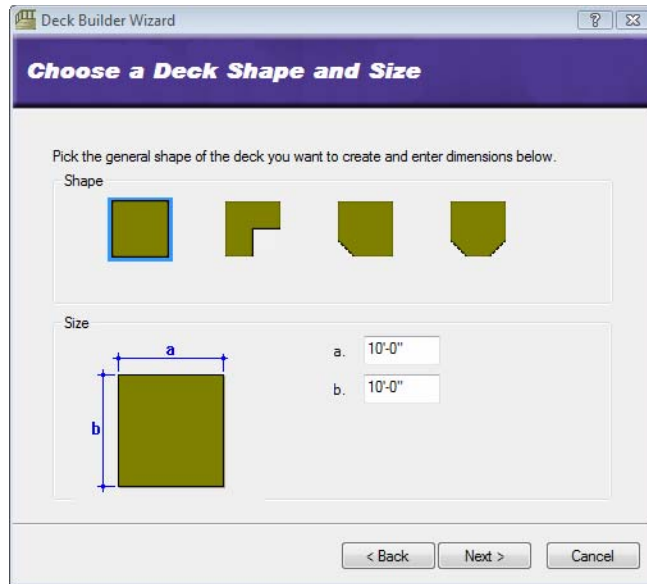 Deck Builder Wizard
Choose a Deck Shape and Size
Pick the general shape of the deck you want to create and enter dimensions below.
Shape
Size
a
b
a. 10'-0"
b. 10'-0"
< Back Next > Cancel